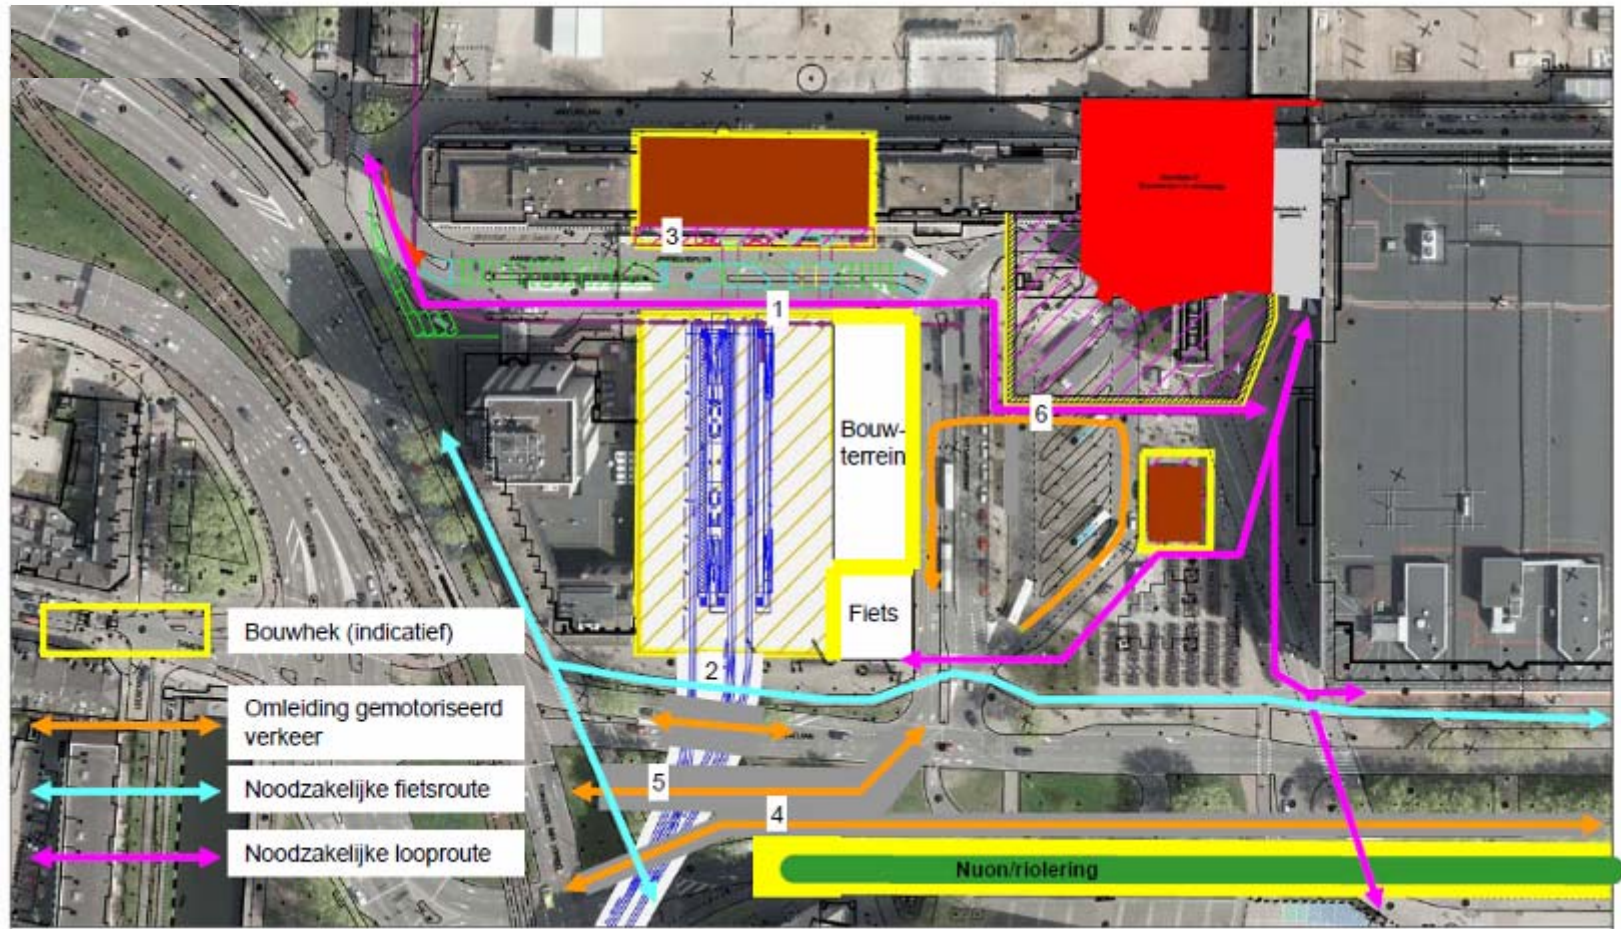 3
1
6
Bouw-
terrein
Fiets
2
5
4
Nuon/riolering
Bouwhek (indicatief)
Omleiding gemotoriseerd
verkeer
Noodzakelijke fietsroute
Noodzakelijke looproute